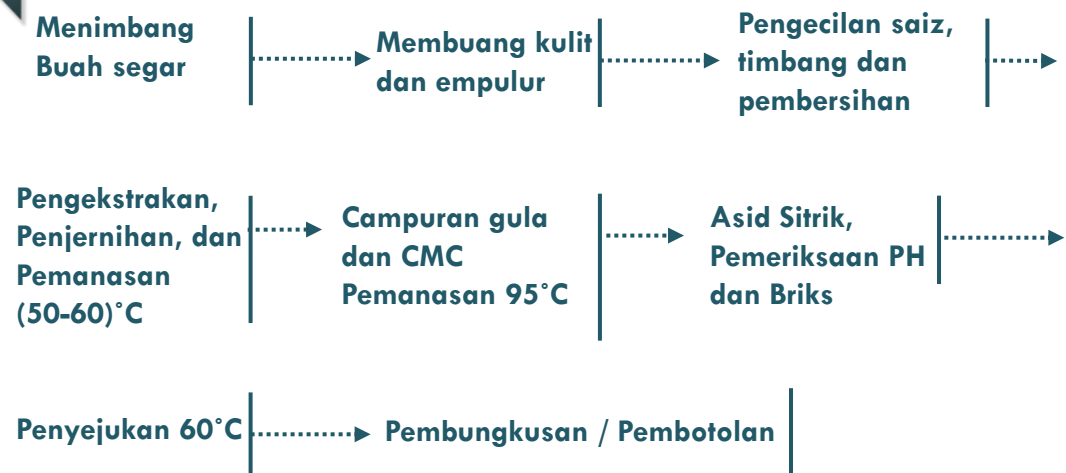 Menimbang
Buah segar
Membuang kulit
dan empulur
Pengecilan saiz,
timbang dan
pembersihan
Pengekstrakan,
Penjernihan, dan
Pemanasan
(50-60)˚C
Campuran gula
dan CMC
Pemanasan 95˚C
Asid Sitrik,
Pemeriksaan PH
dan Briks
Penyejukan 60˚C
Pembungkusan / Pembotolan